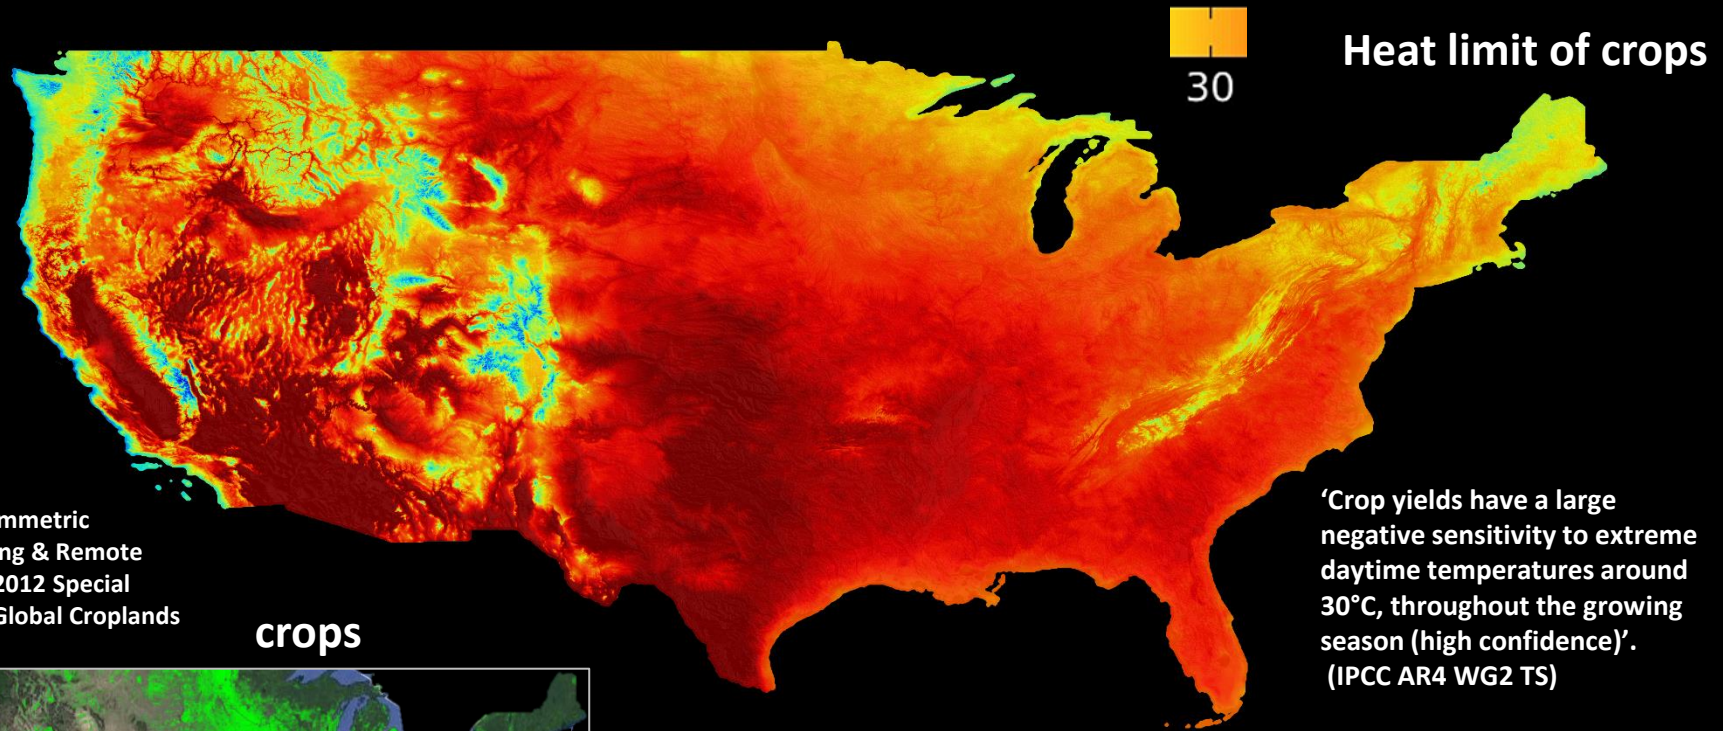 30
Heat limit of crops
‘Crop yields have a large
negative sensitivity to extreme
daytime temperatures around
30°C, throughout the growing
season (high confidence)’.
(IPCC AR4 WG2 TS)
mmetric
ng & Remote
2012 Special
Global Croplands
crops